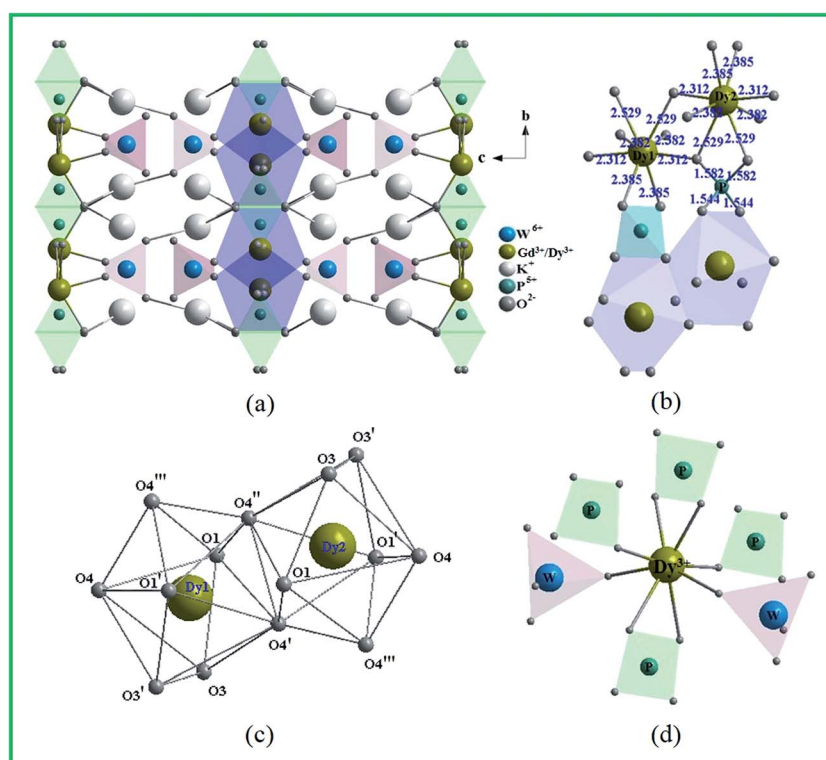 b
c
W6+
Gd3+/Dy3+
K+
P5+
O2-
(a)
2.385
2.385
2.312
Dy2
2.312
2.529
2.529
2.385
2.382
2.382
2.382
2.529
2.529
2.312
Dy1
2.312
1.582
1.582
P
2.385
2.385
1.544
1.544
(b)
O3'
O3
O4'''
O4''
O1
Dy2
O1'
O4
O4
O1'
Dy1
O1
O4'
O4'''
O3'
O3
(c)
P
P
P
Dy3+
W
W
P
(d)